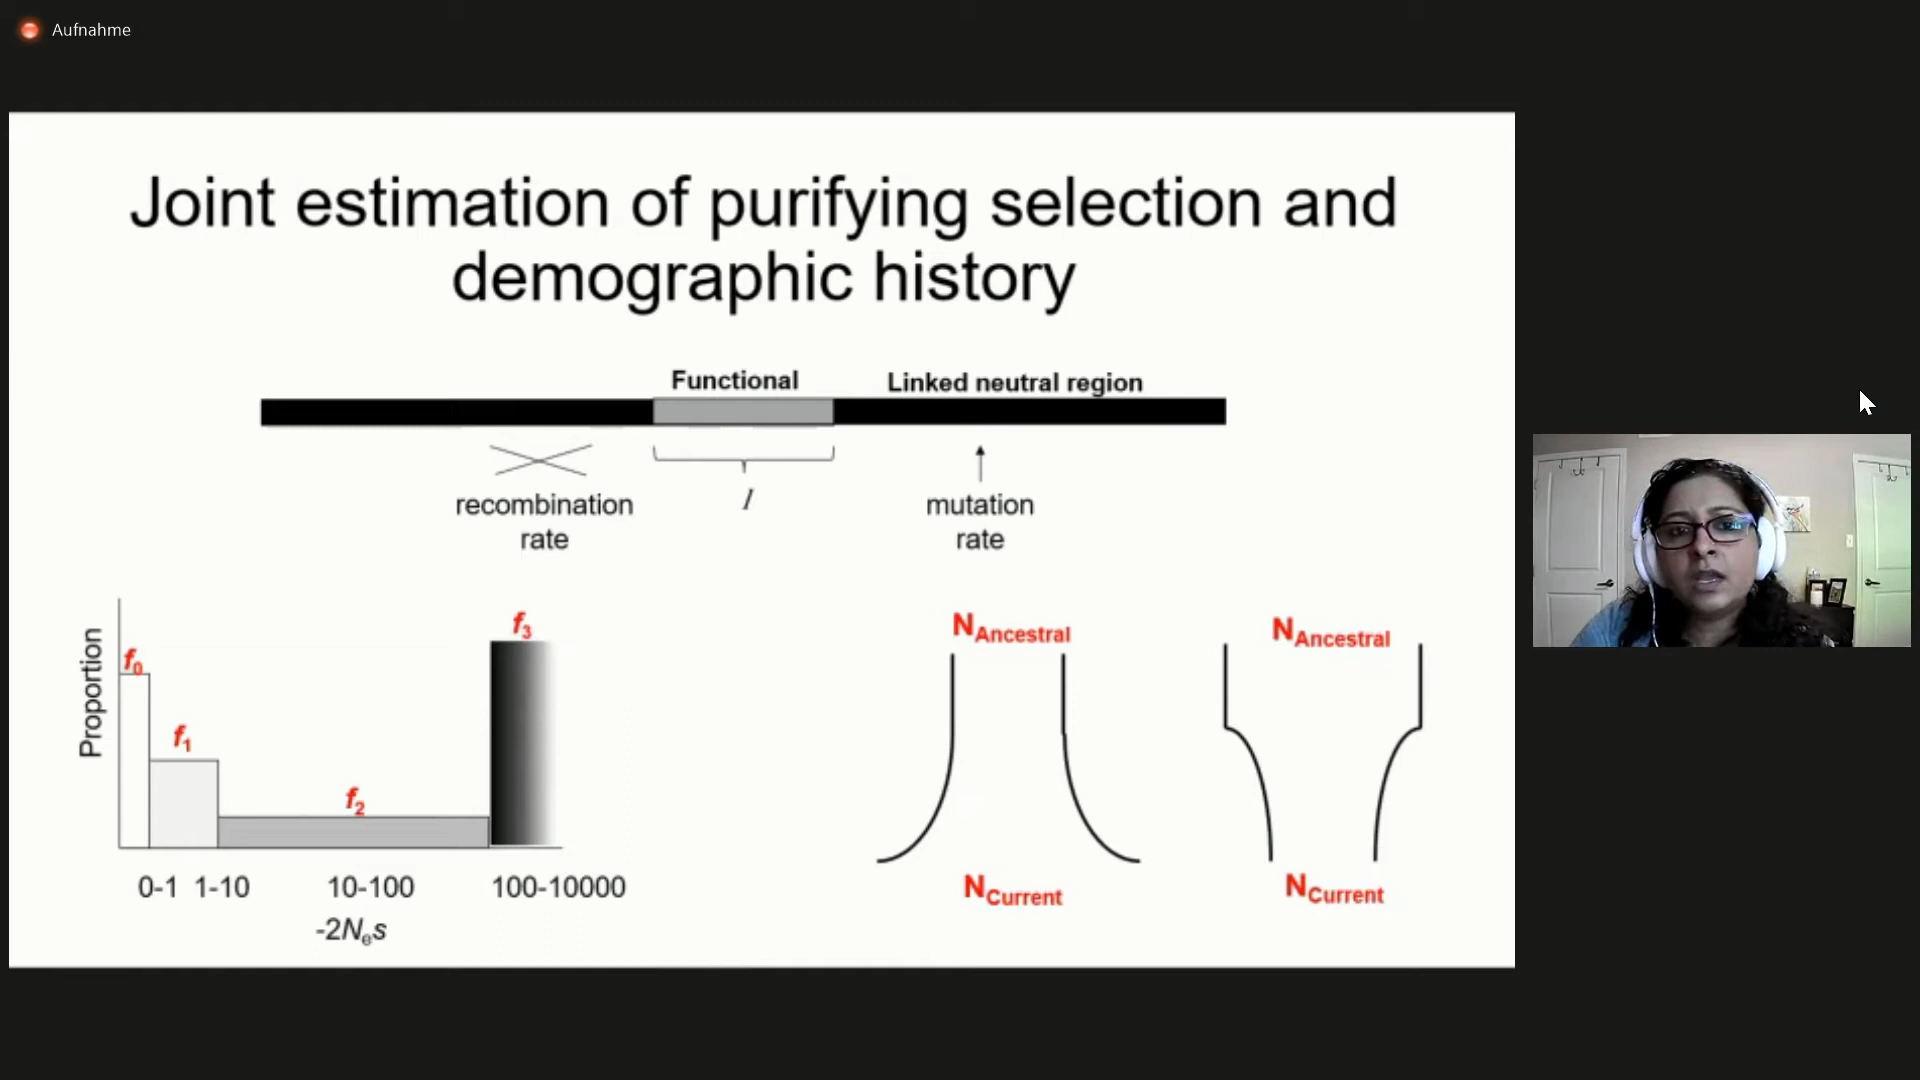 Aufnahme
Joint estimation of purifying selection and
demographic history
Functional
Linked neutral region
recombination
rate
l
mutation
rate
Proportion
f0
f1
f2
f3
0-1 1-10 10-100 100-10000
-2Nes
NAncestral
NCurrent
NAncestral
NCurrent